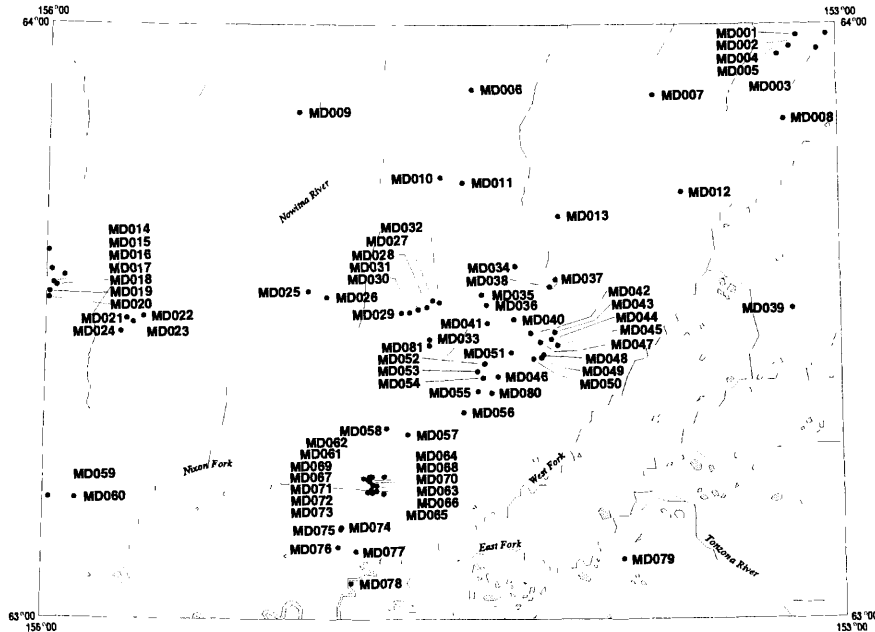 156°00'
153°00'
64°00'
64°00'
MD001
MD002
MD004
MD005
MD003
MD006
MD007
MD008
MD009
MD010
MD011
MD012
Nowitna River
MD013
MD014
MD015
MD016
MD017
MD018
MD019
MD020
MD021
MD022
MD024
MD023
MD032
MD027
MD028
MD031
MD030
MD025
MD026
MD029
MD034
MD038
MD037
MD035
MD036
MD042
MD043
MD044
MD045
MD039
MD041
MD040
MD033
MD081
MD047
MD052
MD051
MD048
MD053
MD049
MD054
MD046
MD050
MD055
MD080
MD056
MD058
MD057
MD062
MD061
MD069
MD067
MD071
MD072
MD073
MD064
MD068
MD070
MD063
MD066
MD065
Nixon Fork
West Fork
MD059
MD060
MD075
MD074
MD076
MD077
East Fork
MD079
Tonzona River
MD078
63°00'
63°00'
156°00'
153°00'